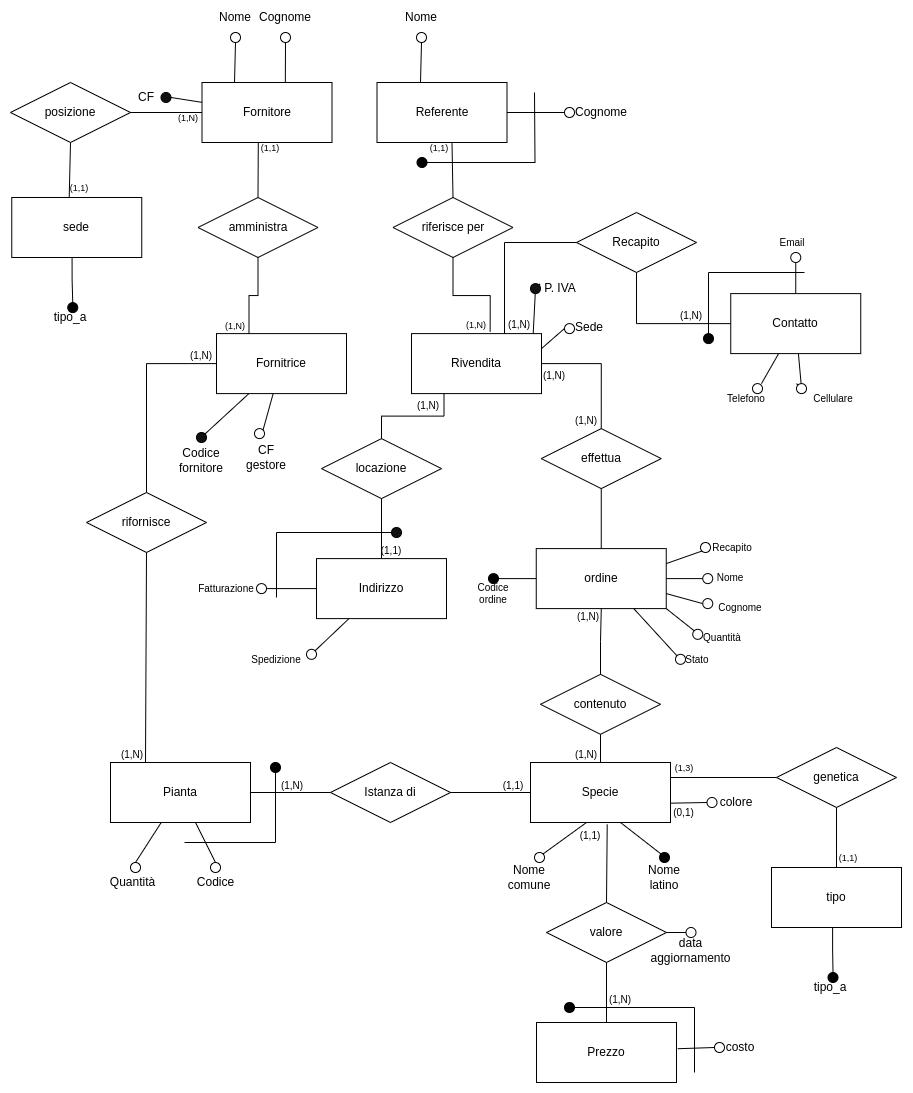 Nome
Cognome
Nome
CF
Fornitore
posizione
(1,N)
(1,1)
Referente
Cognome
(1,1)
(1,1)
sede
tipo_a
amministra
riferisce per
Recapito
Email
P. IVA
(1,N)
Contatto
Telefono
Cellulare
(1,N)
(1,N)
(1,N)
Sede
(1,N)
Fornitrice
Rivendita
(1,N)
(1,N)
(1,N)
Codice
fornitore
CF
gestore
locazione
effettua
rifornisce
(1,1)
Fatturazione
Indirizzo
Spedizione
Codice
ordine
ordine
Recapito
Nome
Cognome
Quantità
Stato
(1,N)
contenuto
(1,N)
(1,N)
Pianta
(1,N)
Istanza di
(1,1)
Specie
(1,3)
genetica
colore
(0,1)
Quantità
Codice
Nome
comune
(1,1)
Nome
latino
(1,1)
tipo
tipo_a
valore
data
aggiornamento
(1,N)
Prezzo
costo